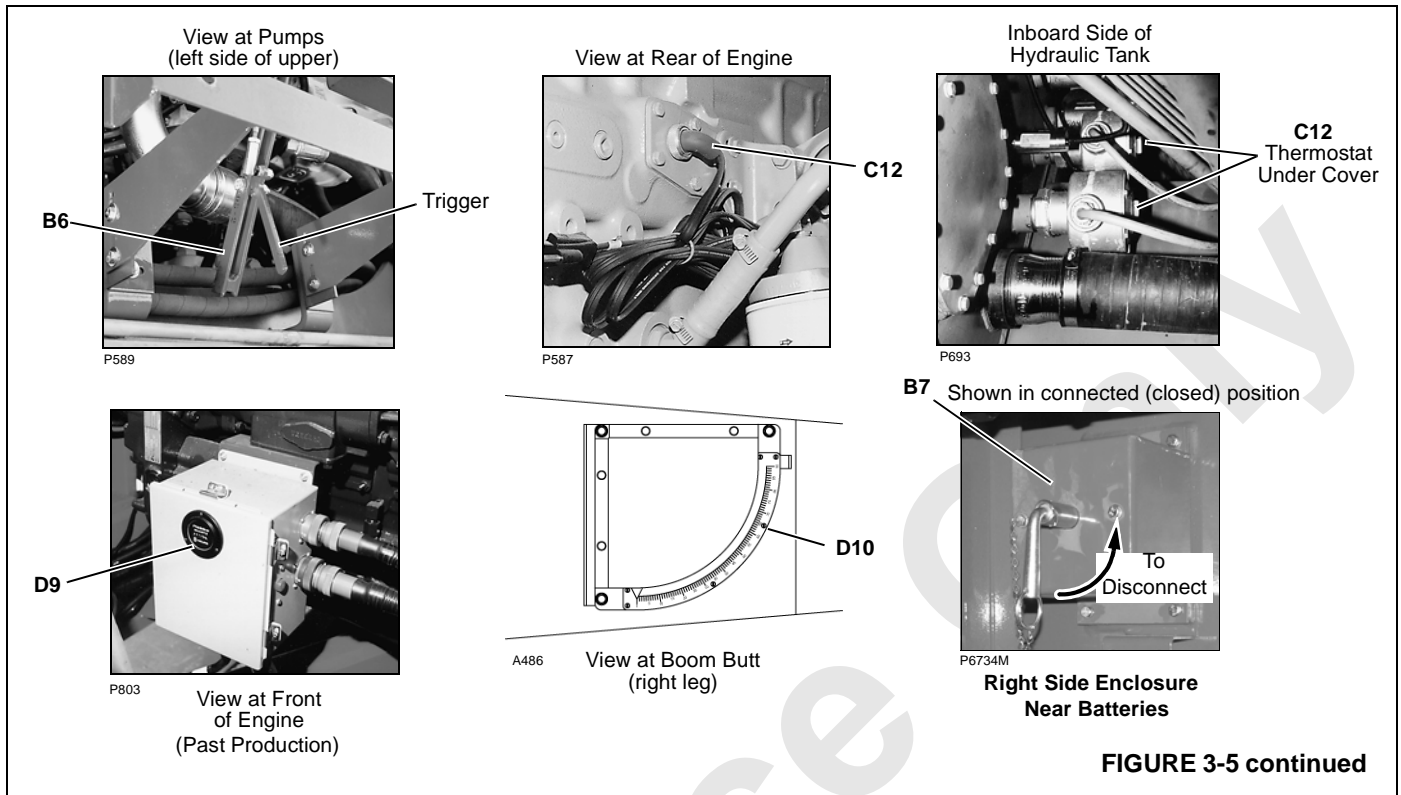 View at Pumps
(left side of upper)
B6
Trigger
P589
View at Rear of Engine
C12
P587
Inboard Side of
Hydraulic Tank
C12
Thermostat
Under Cover
P693
D9
P803
View at Front
of Engine
(Past Production)
D10
A486
View at Boom Butt
(right leg)
B7
Shown in connected (closed) position
To
Disconnect
P6734M
Right Side Enclosure
Near Batteries
FIGURE 3-5 continued